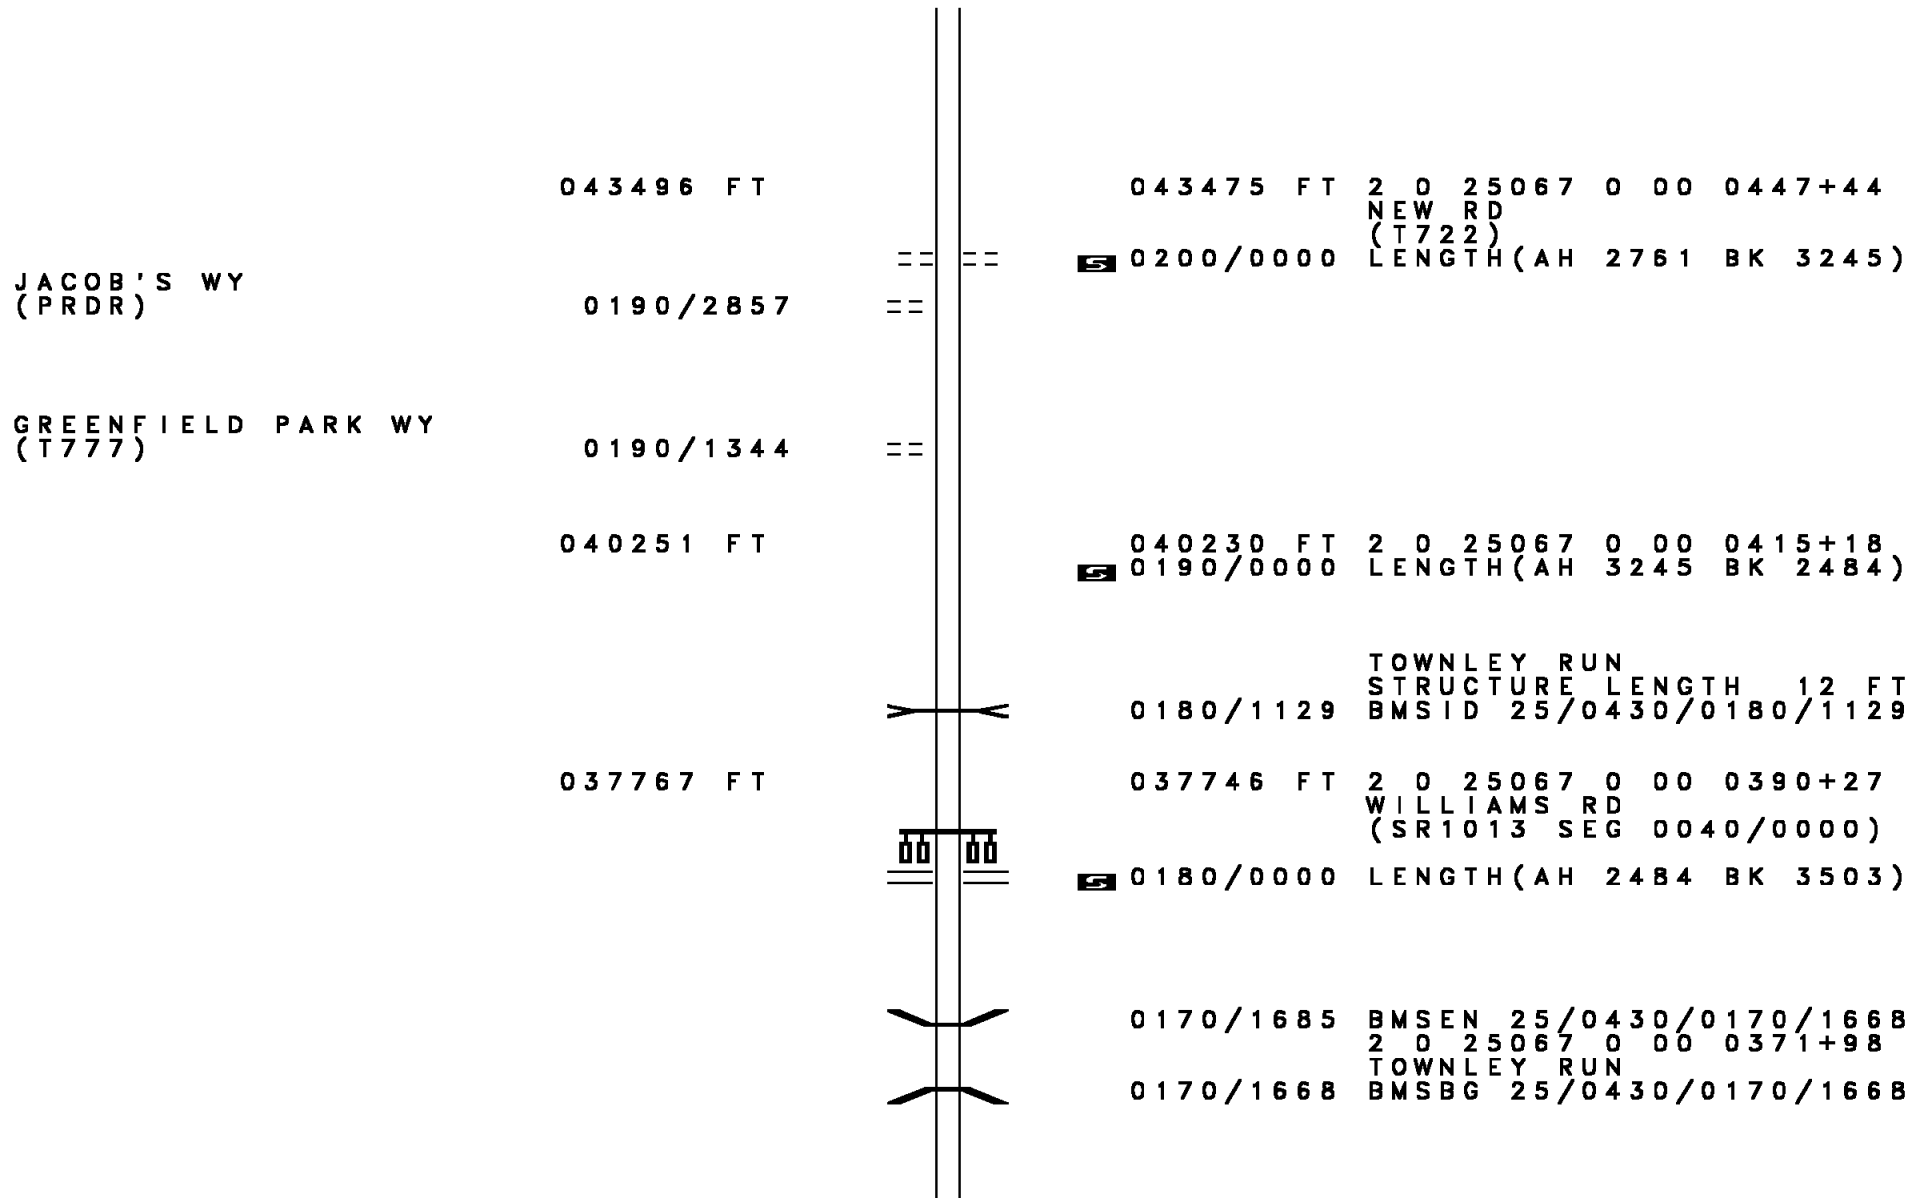 043496 FT 043475 FT 2 0 25067 0 00 0447+44
NEW RD
(T722)
S 0200/0000 LENGTH(AH 2761 BK 3245)
JACOB'S WY
(PRDR) 0190/2857
GREENFIELD PARK WY
(T777) 0190/1344
040251 FT 040230 FT 2 0 25067 0 00 0415+18
S 0190/0000 LENGTH(AH 3245 BK 2484)
TOWNLEY RUN
STRUCTURE LENGTH 12 FT
0180/1129 BMSID 25/0430/0180/1129
037767 FT 037746 FT 2 0 25067 0 00 0390+27
WILLIAMS RD
(SR1013 SEG 0040/0000)
S 0180/0000 LENGTH(AH 2484 BK 3503)
0170/1685 BMSEN 25/0430/0170/1668
2 0 25067 0 00 0371+98
TOWNLEY RUN
0170/1668 BMSBG 25/0430/0170/1668